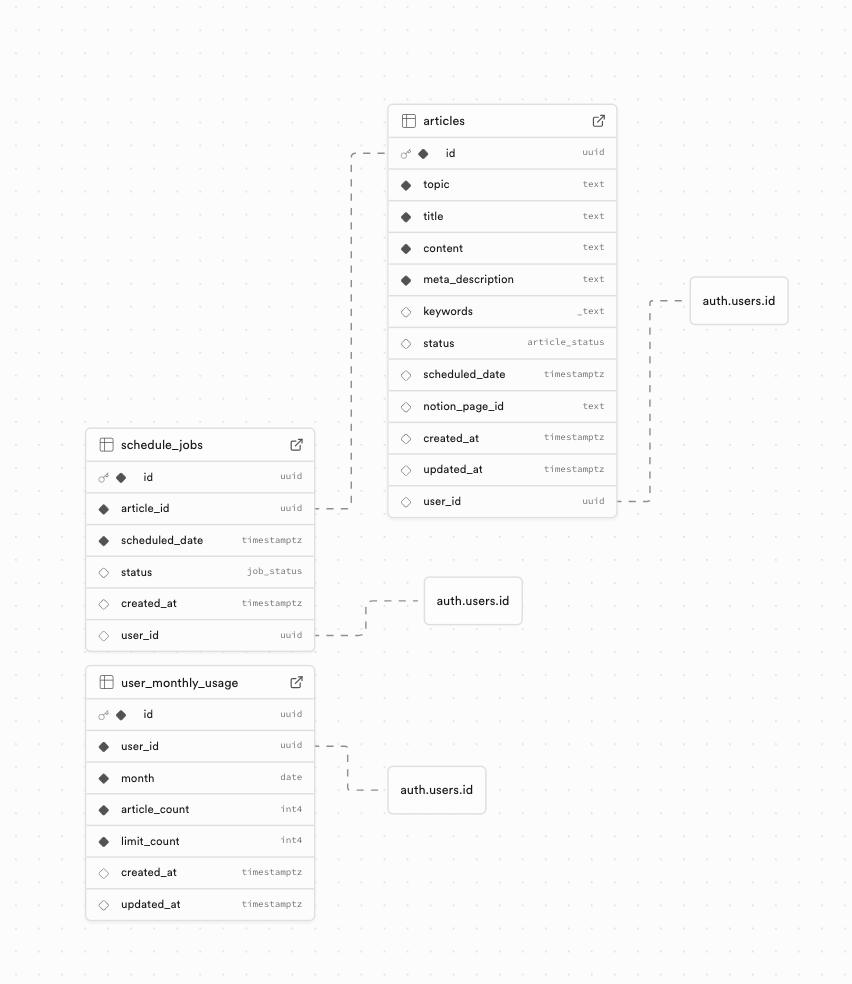 articles
id uuid
topic text
title text
content text
meta_description text
keywords _text
status article_status
scheduled_date timestamptz
notion_page_id text
created_at timestamptz
updated_at timestamptz
user_id uuid
auth.users.id
schedule_jobs
id uuid
article_id uuid
scheduled_date timestamptz
status job_status
created_at timestamptz
user_id uuid
auth.users.id
user_monthly_usage
id uuid
user_id uuid
month date
article_count int4
limit_count int4
created_at timestamptz
updated_at timestamptz
auth.users.id